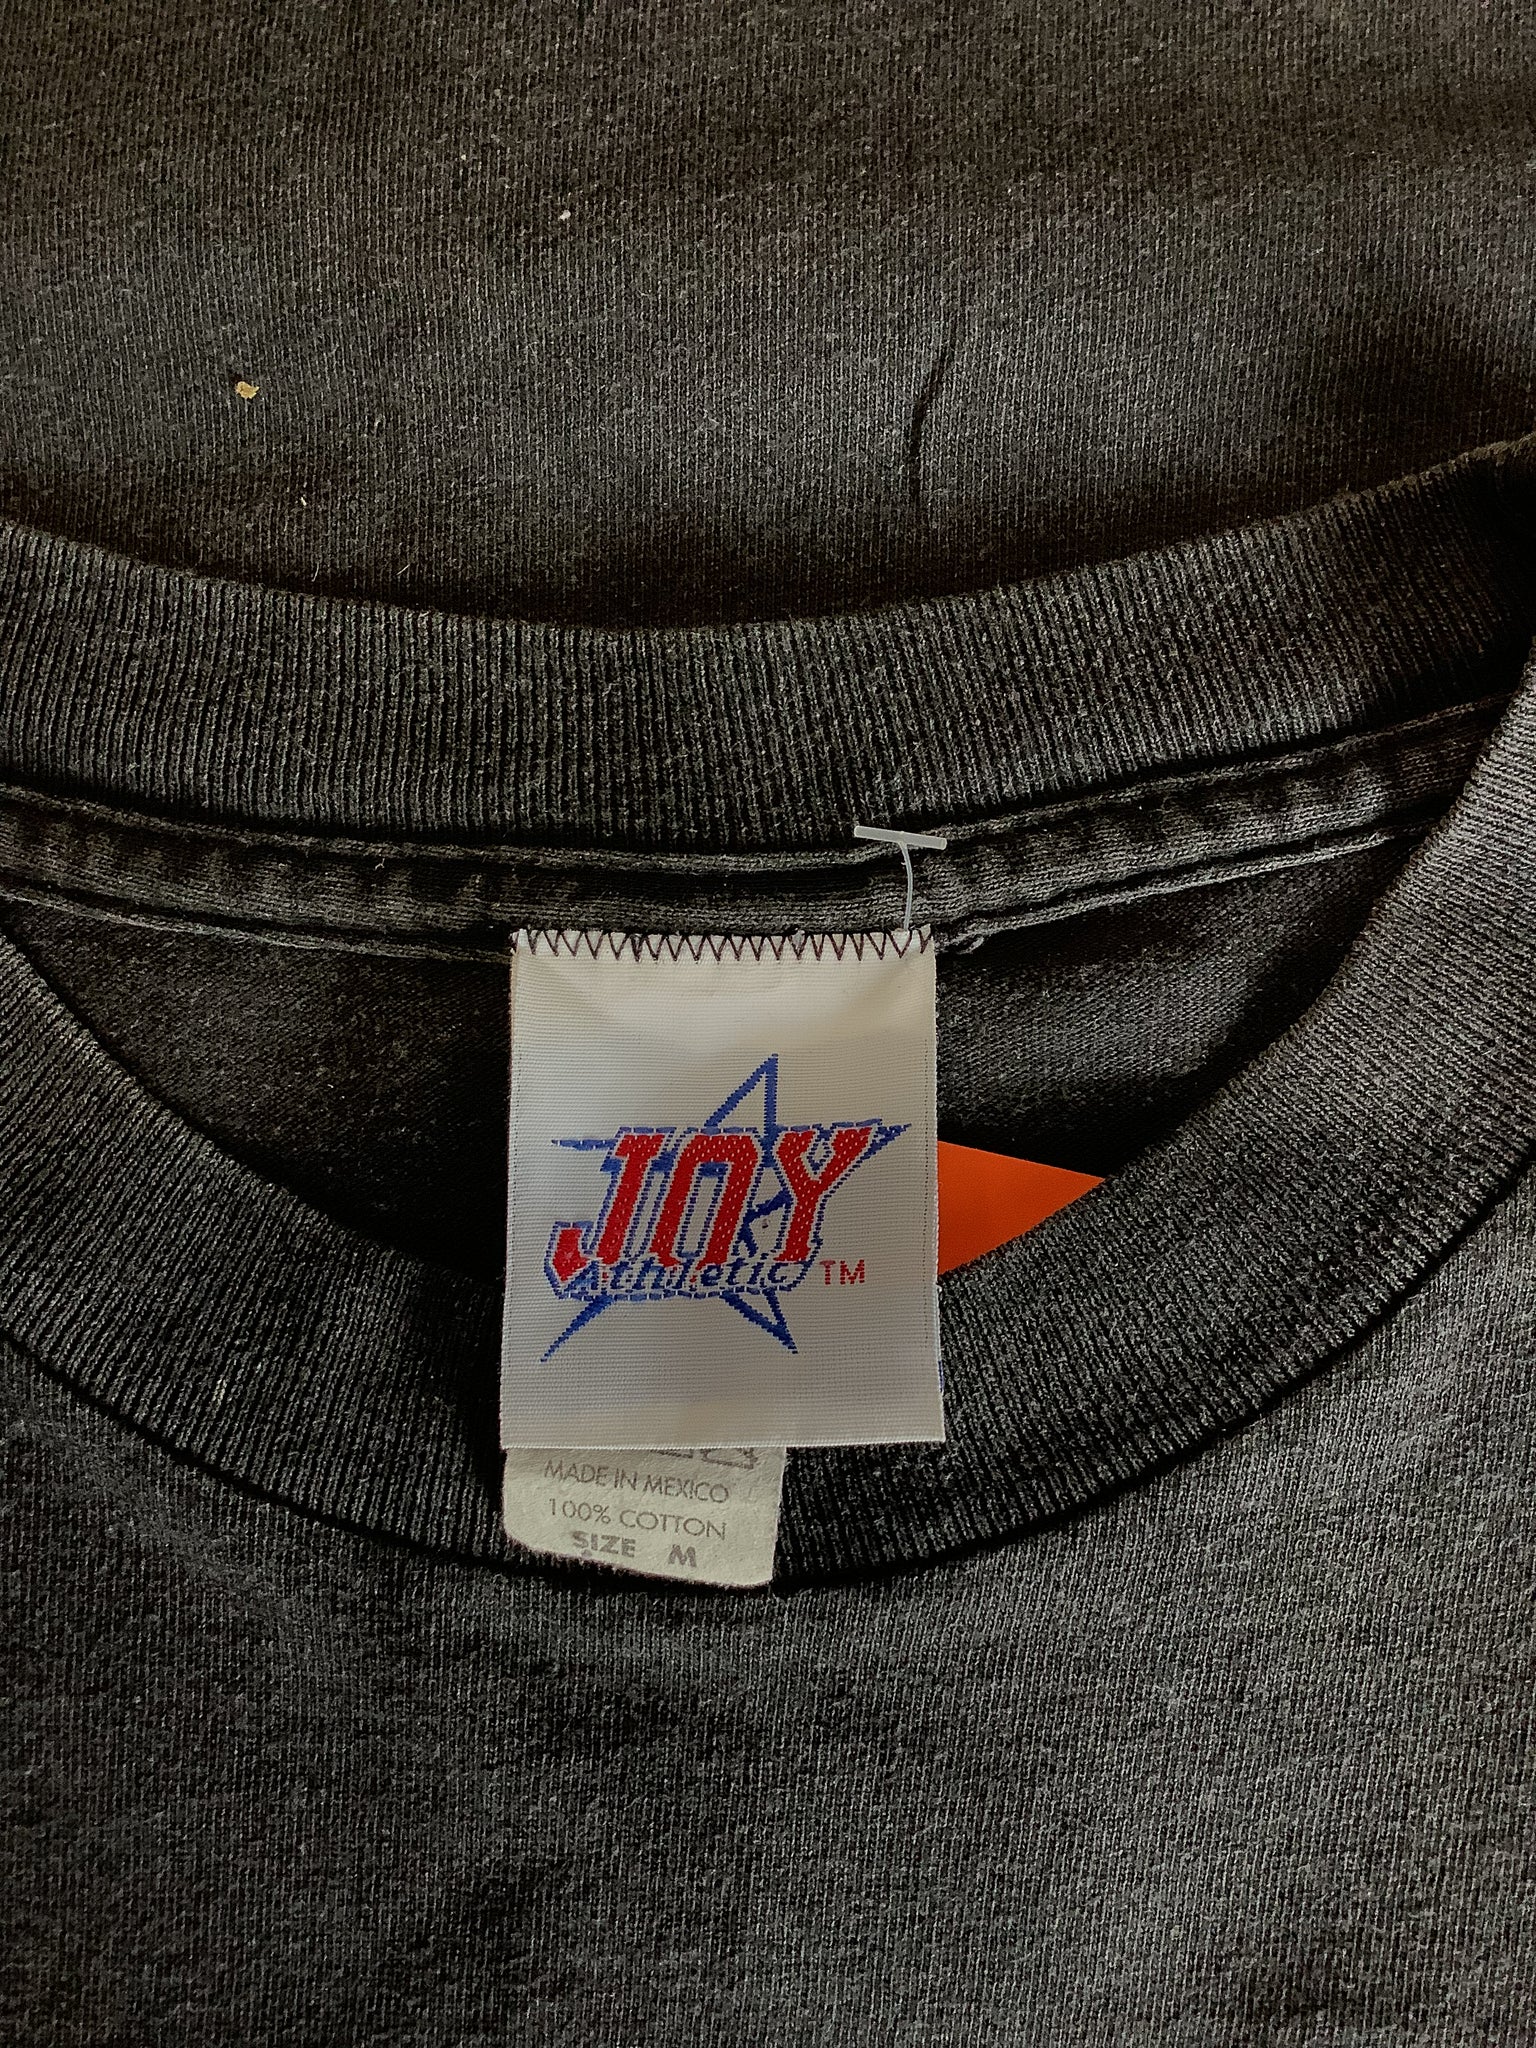 JOY
Athletic TM
MADE IN MEXICO
100% COTTON
SIZE M